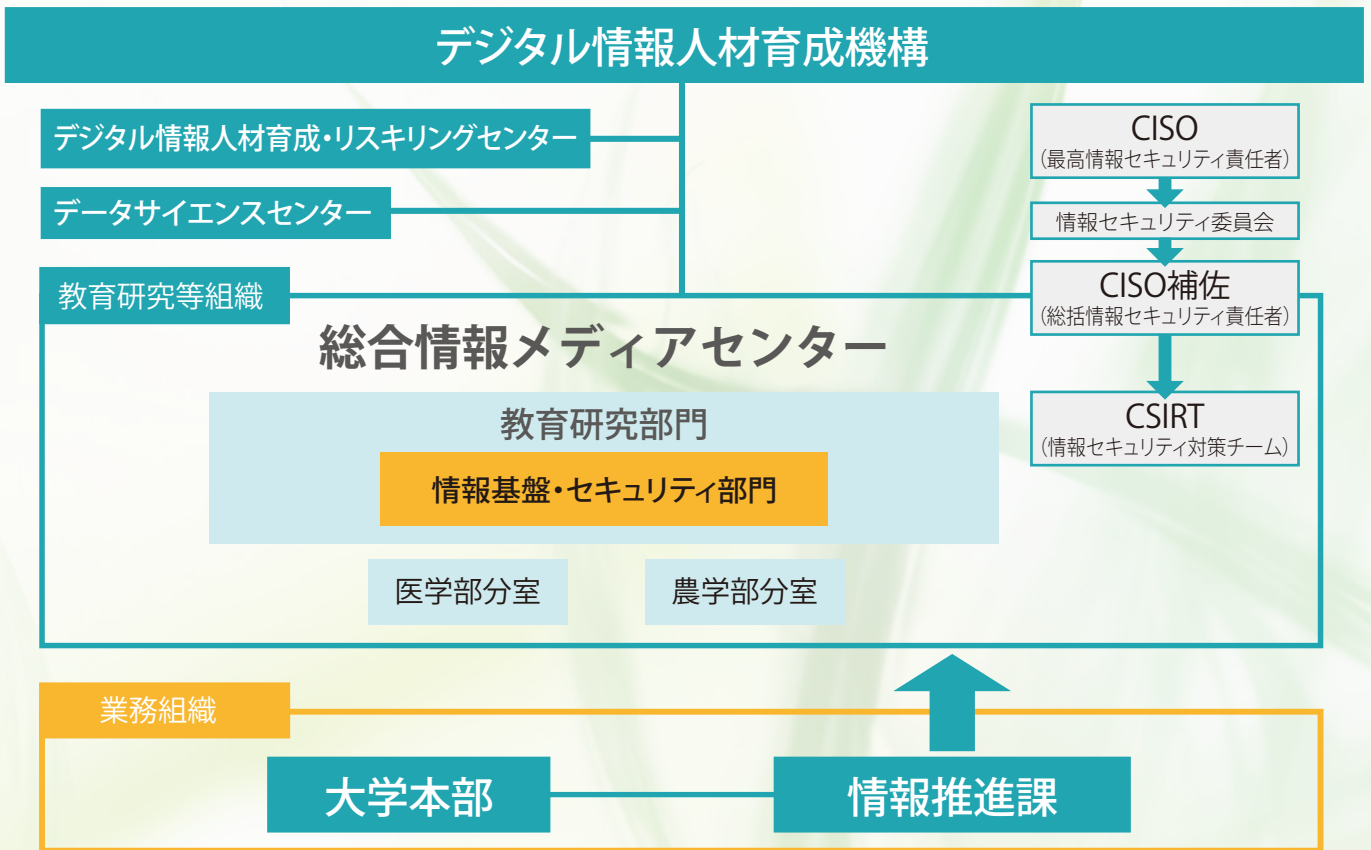 デジタル情報人材育成機構
デジタル情報人材育成・リスキリングセンター
データサイエンスセンター
CISO
（最高情報セキュリティ責任者）
情報セキュリティ委員会
CISO補佐
（総括情報セキュリティ責任者）
CSIRT
（情報セキュリティ対策チーム）
教育研究等組織
総合情報メディアセンター
教育研究部門
情報基盤・セキュリティ部門
医学部分室
農学部分室
業務組織
大学本部
情報推進課